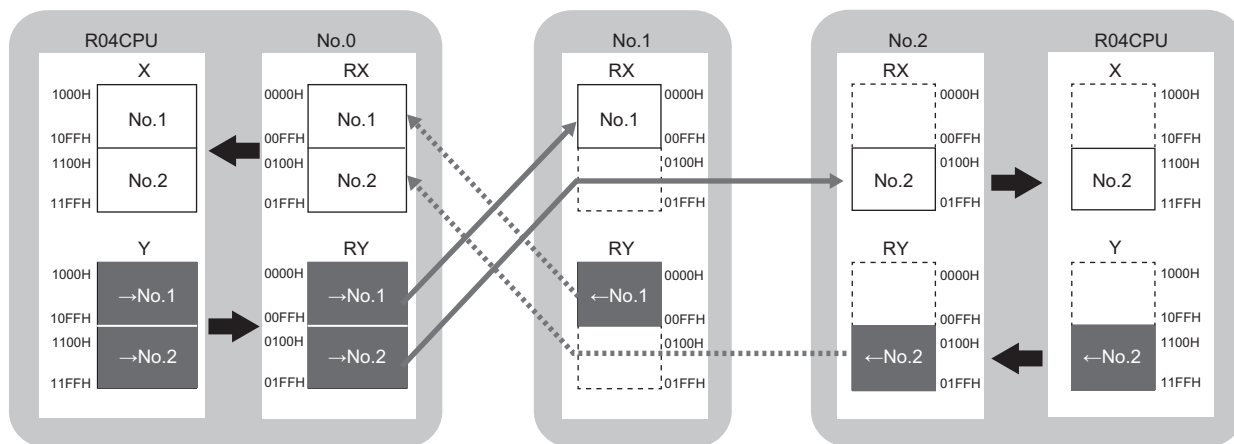 R04CPU No.0 No.1 No.2 R04CPU
X RX RX RX X
1000H 0000H 0000H 0000H 1000H
No.1 No.1 No.1
10FFH 00FFH 00FFH 00FFH 10FFH
1100H 0100H 0100H 0100H 1100H
No.2 No.2 No.2 No.2
11FFH 01FFH 01FFH 01FFH 11FFH
Y RY RY RY Y
1000H 0000H 0000H 0000H 1000H
→No.1 →No.1 ←No.1
10FFH 00FFH 00FFH 00FFH 10FFH
1100H 0100H 0100H 0100H 1100H
→No.2 →No.2 ←No.2 ←No.2
11FFH 01FFH 01FFH 01FFH 11FFH